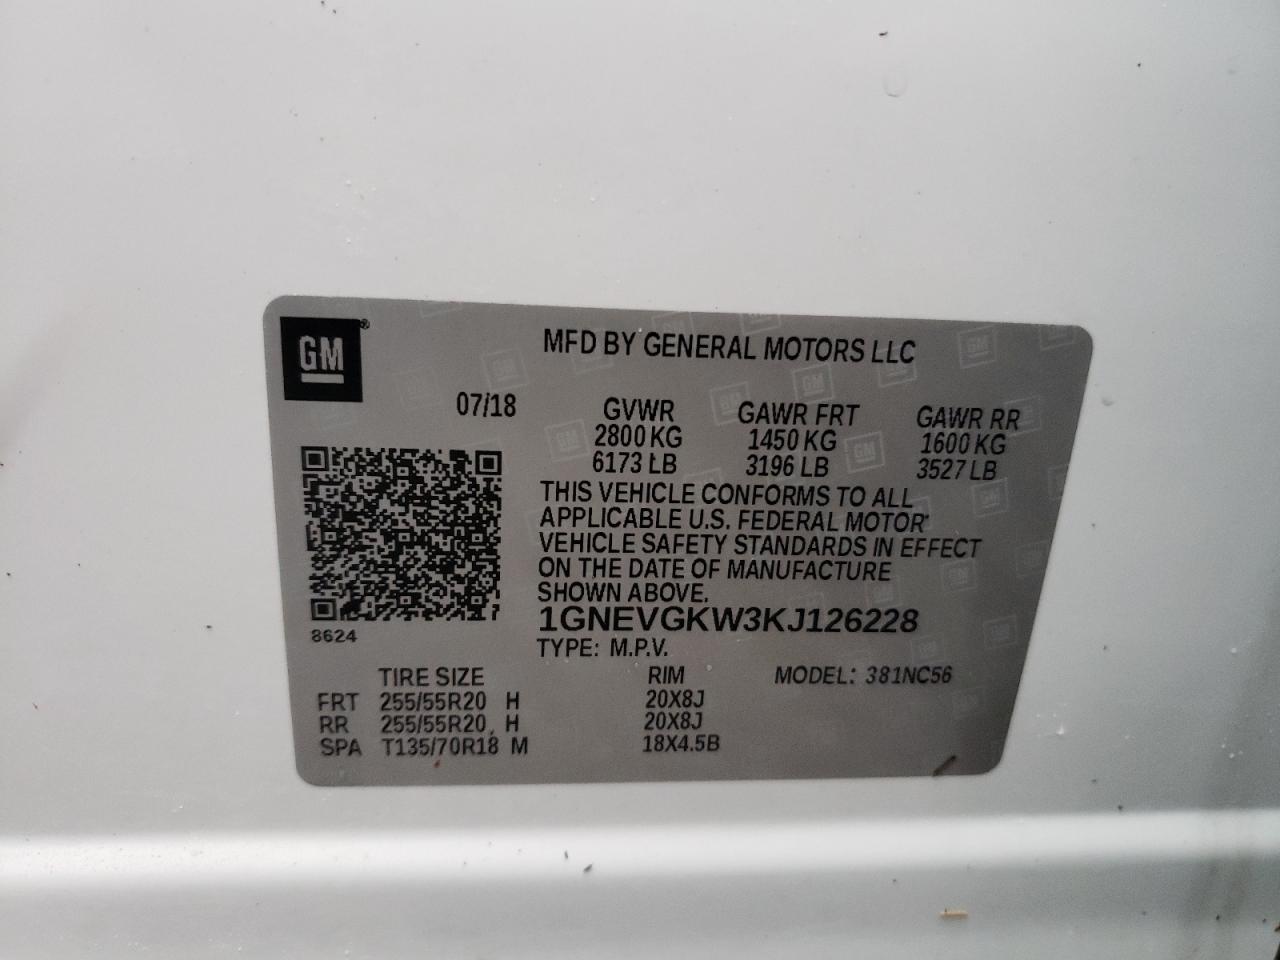 GM®
MFD BY GENERAL MOTORS LLC
07/18
GVWR GAWR FRT GAWR RR
2800 KG 1450 KG 1600 KG
6173 LB 3196 LB 3527 LB
THIS VEHICLE CONFORMS TO ALL
APPLICABLE U.S. FEDERAL MOTOR
VEHICLE SAFETY STANDARDS IN EFFECT
ON THE DATE OF MANUFACTURE
SHOWN ABOVE.
1GNEVGKW3KJ126228
8624
TYPE: M.P.V.
TIRE SIZE RIM MODEL: 381NC56
FRT 255/55R20 H 20X8J
RR 255/55R20 H 20X8J
SPA T135/70R18 M 18X4.5B